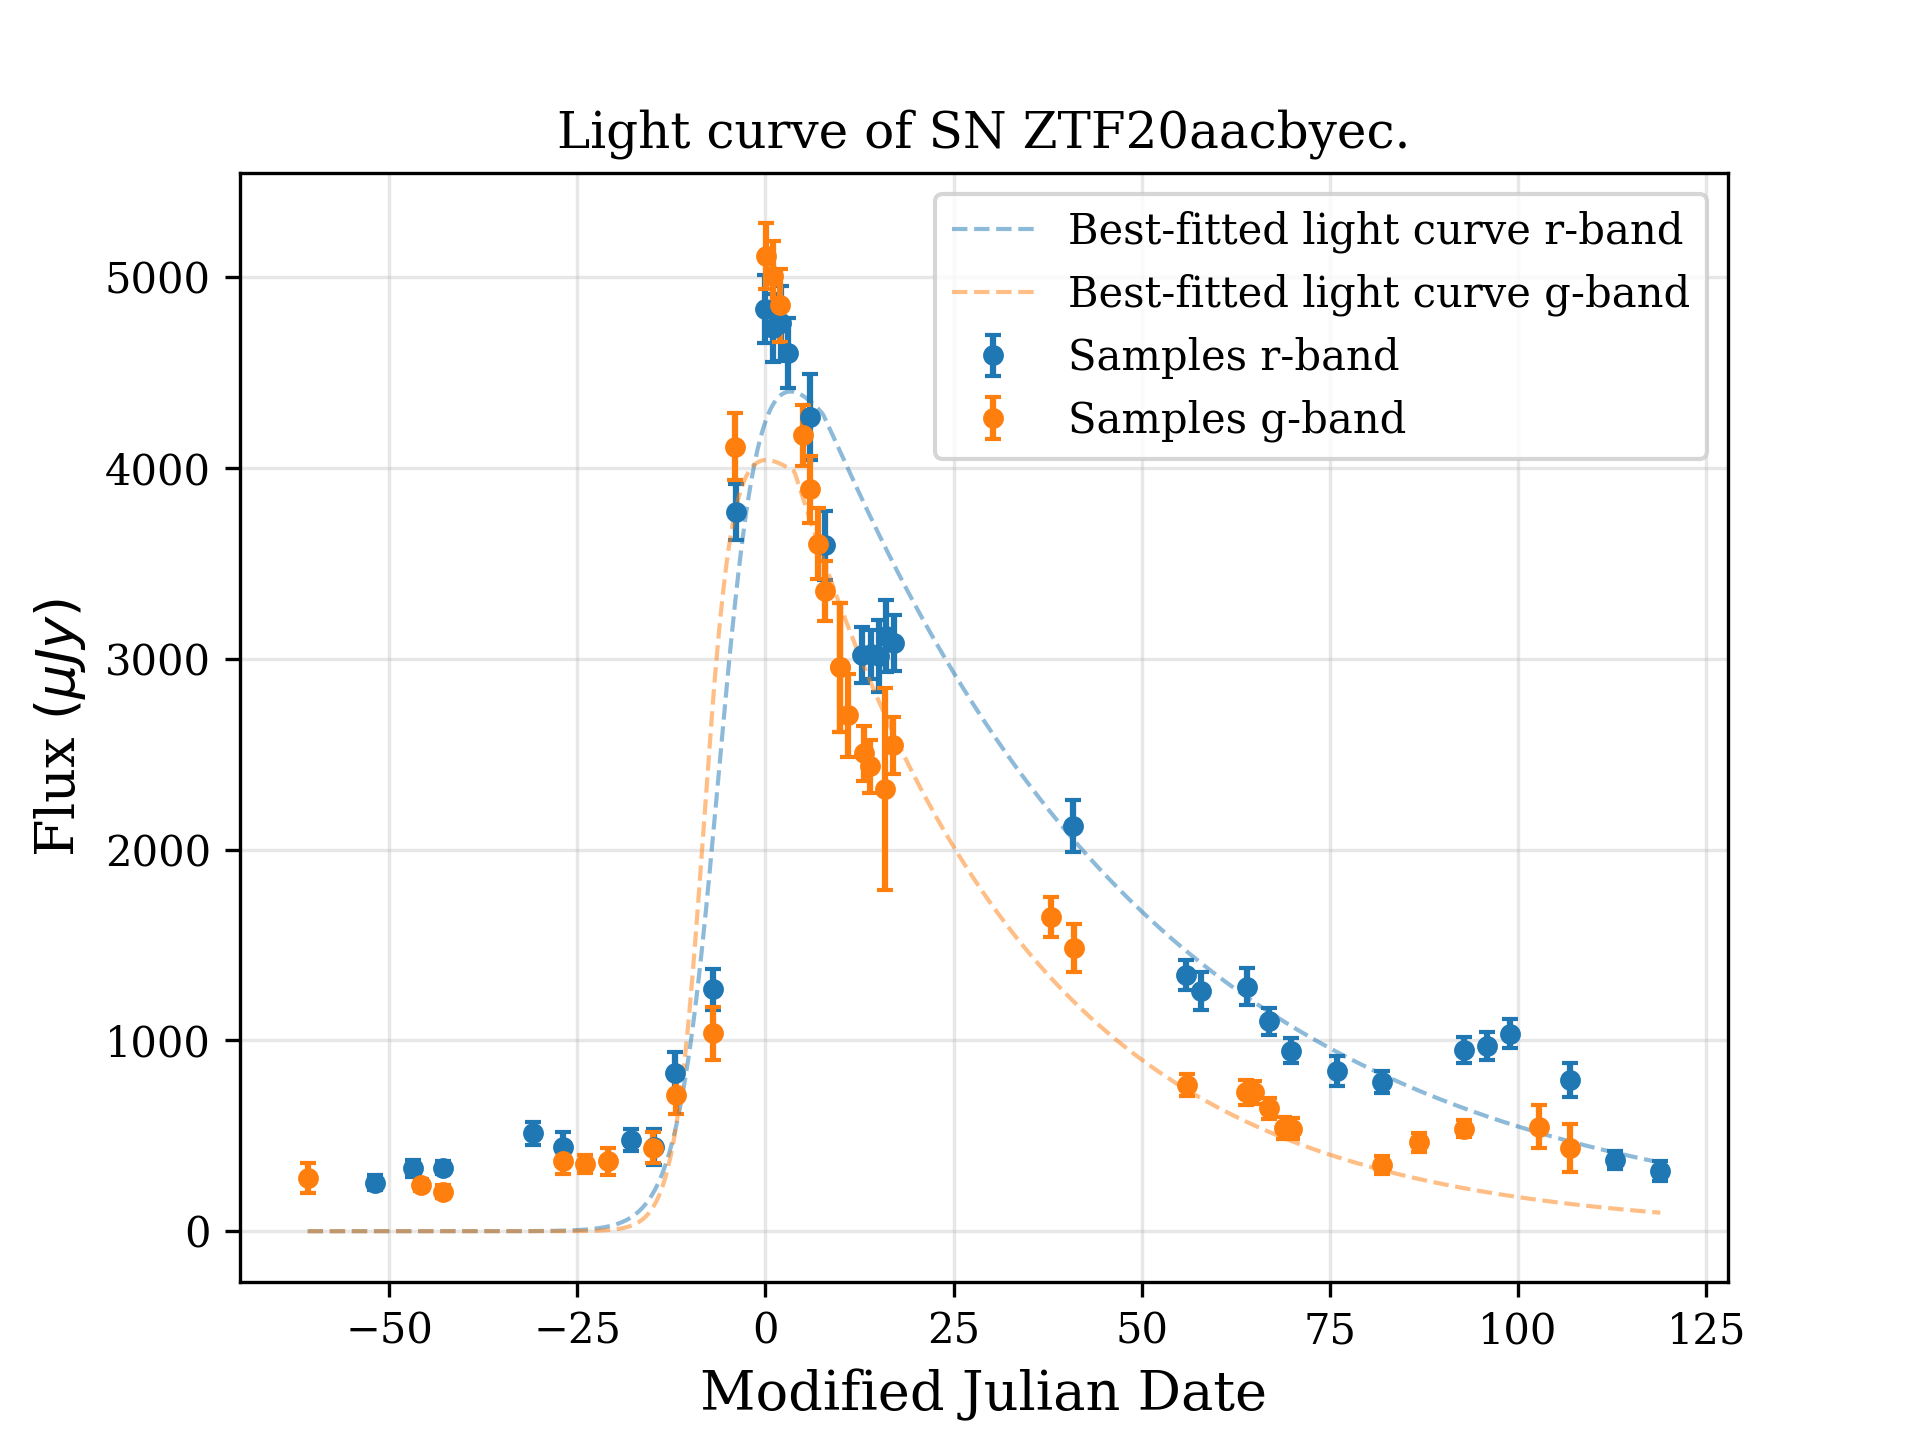 Light curve of SN ZTF20aacbyec.
Best-fitted light curve r-band
Best-fitted light curve g-band
Samples r-band
Samples g-band
5000
4000
3000
2000
1000
0
Flux (μJy)
−50 −25 0 25 50 75 100 125
Modified Julian Date